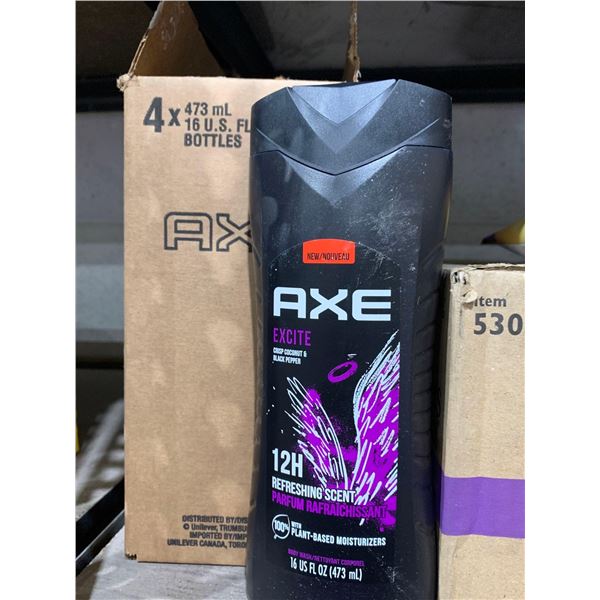 4x 473 mL
16 U.S. FL
BOTTLES
AX
DISTRIBUTED BY/DIS
© Unilever, TRUMBU
IMPORTED BY/IMP
UNILEVER CANADA, TORO
NEW/NOUVEAU
AXE
EXCITE
CRISP COCONUT &
BLACK PEPPER
12H
REFRESHING SCENT
PARFUM RAFRAÎCHISSANT
100% WITH
PLANT-BASED MOISTURIZERS
BODY WASH/NETTOYANT CORPOREL
16 US FL OZ (473 mL)
Item
530